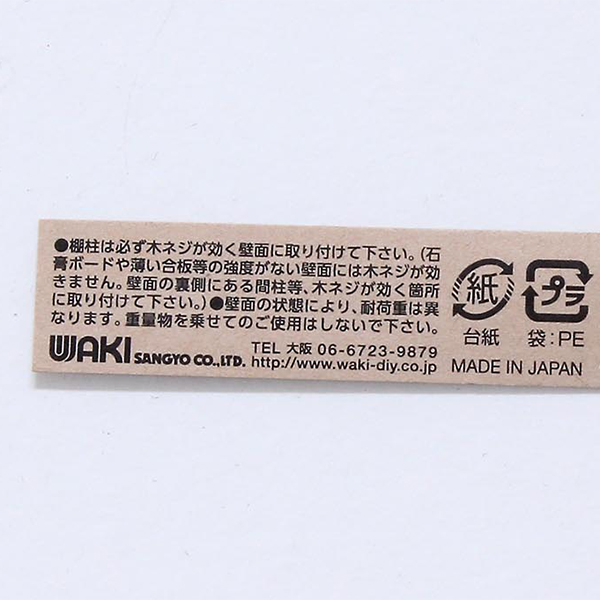 ●棚柱は必ず木ネジが効く壁面に取り付けて下さい。(石
膏ボードや薄い合板等の強度がない壁面には木ネジが効
きません。壁面の裏側にある間柱等、木ネジが効く箇所
に取り付けて下さい。)●壁面の状態により、耐荷重は異
なります。重量物を乗せてのご使用はしないで下さい。
WAKI SANGYO CO.,LTD. TEL 大阪 06-6723-9879
http://www.waki-diy.co.jp
紙
台紙
プラ
袋:PE
MADE IN JAPAN